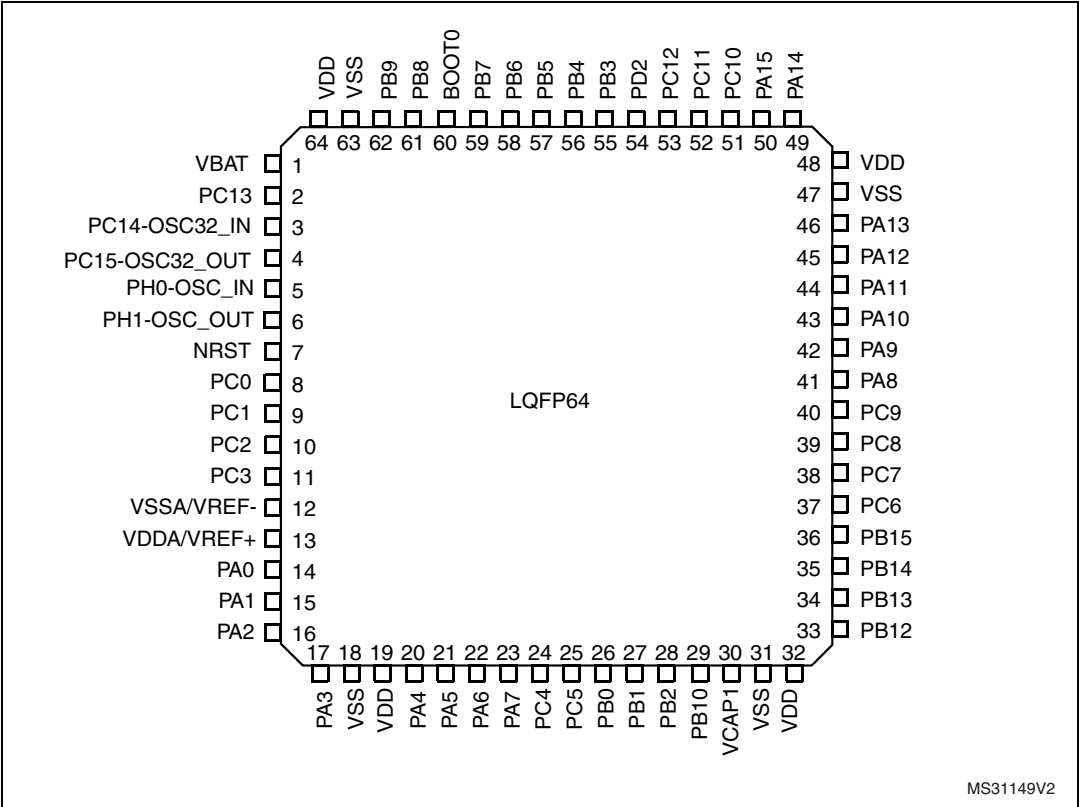 VDD VSS PB9 PB8 BOOT0 PB7 PB6 PB5 PB4 PB3 PD2 PC12 PC11 PC10 PA15 PA14
64 63 62 61 60 59 58 57 56 55 54 53 52 51 50 49
VBAT 1 48 VDD
PC13 2 47 VSS
PC14-OSC32_IN 3 46 PA13
PC15-OSC32_OUT 4 45 PA12
PH0-OSC_IN 5 44 PA11
PH1-OSC_OUT 6 43 PA10
NRST 7 42 PA9
PC0 8 41 PA8
LQFP64
PC1 9 40 PC9
PC2 10 39 PC8
PC3 11 38 PC7
VSSA/VREF- 12 37 PC6
VDDA/VREF+ 13 36 PB15
PA0 14 35 PB14
PA1 15 34 PB13
PA2 16 33 PB12
17 18 19 20 21 22 23 24 25 26 27 28 29 30 31 32
PA3 VSS VDD PA4 PA5 PA6 PA7 PC4 PC5 PB0 PB1 PB2 PB10 VCAP1 VSS VDD
MS31149V2